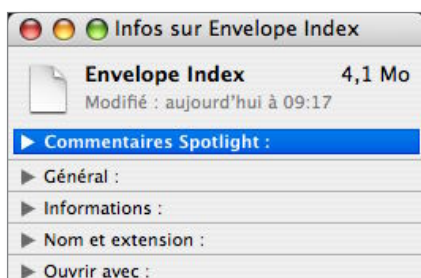 Infos sur Envelope Index
Envelope Index 4,1 Mo
Modifié : aujourd'hui à 09:17
Commentaires Spotlight :
Général :
Informations :
Nom et extension :
Ouvrir avec :